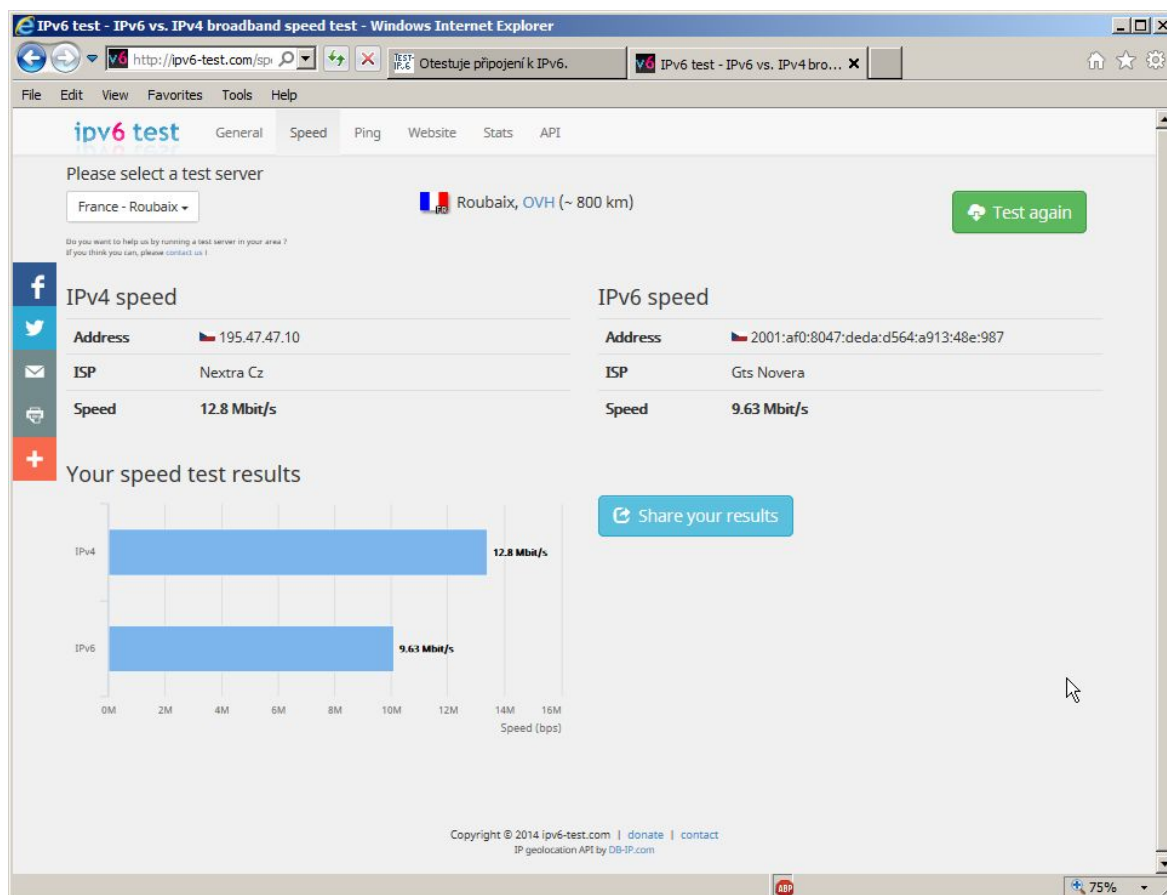 IPv6 test - IPv6 vs. IPv4 broadband speed test - Windows Internet Explorer
http://ipv6-test.com/sp
TEST IPv6 Otestuje připojení k IPv6.
v6 IPv6 test - IPv6 vs. IPv4 bro...
File Edit View Favorites Tools Help
ipv6 test General Speed Ping Website Stats API
Please select a test server
France - Roubaix
FR Roubaix, OVH (~ 800 km)
Test again
Do you want to help us by running a test server in your area ?
If you think you can, please contact us !
IPv4 speed
Address 195.47.47.10
ISP Nextra Cz
Speed 12.8 Mbit/s
IPv6 speed
Address 2001:af0:8047:deda:d564:a913:48e:987
ISP Gts Novera
Speed 9.63 Mbit/s
Your speed test results
Share your results
IPv4 12.8 Mbit/s
IPv6 9.63 Mbit/s
0M 2M 4M 6M 8M 10M 12M 14M 16M
Speed (bps)
Copyright © 2014 ipv6-test.com | donate | contact
IP geolocation API by DB-IP.com
ABP
75%